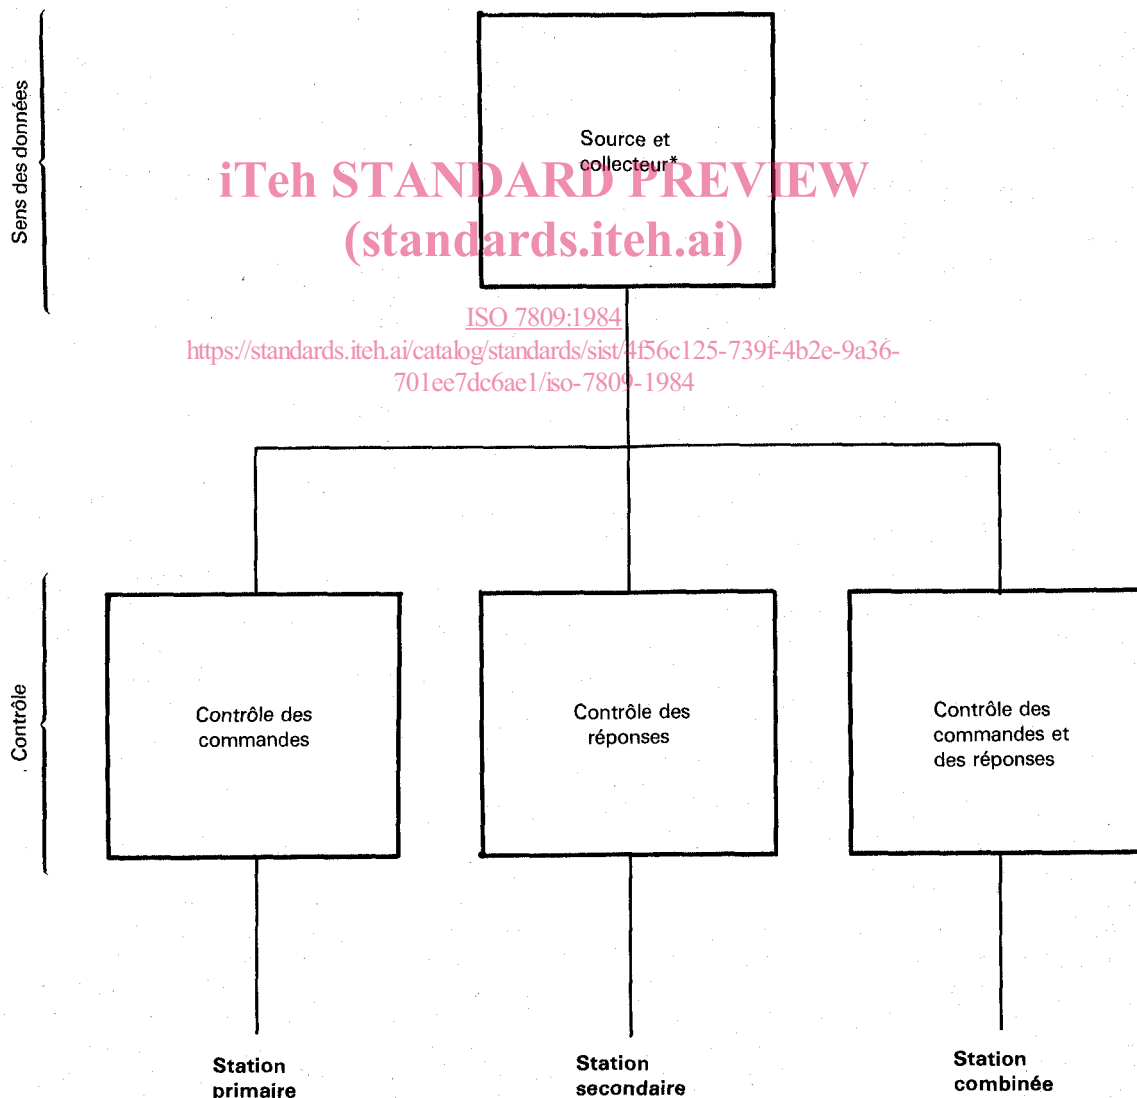 Sens des données
Source et
collecteur*
iTeh STANDARD PREVIEW
(standards.iteh.ai)
ISO 7809:1984
https://standards.iteh.ai/catalog/standards/sist/4f56c125-739f-4b2e-9a36-
701ee7dc6ae1/iso-7809-1984
Contrôle
Contrôle des
commandes
Contrôle des
réponses
Contrôle des
commandes et
des réponses
Station
primaire
Station
secondaire
Station
combinée